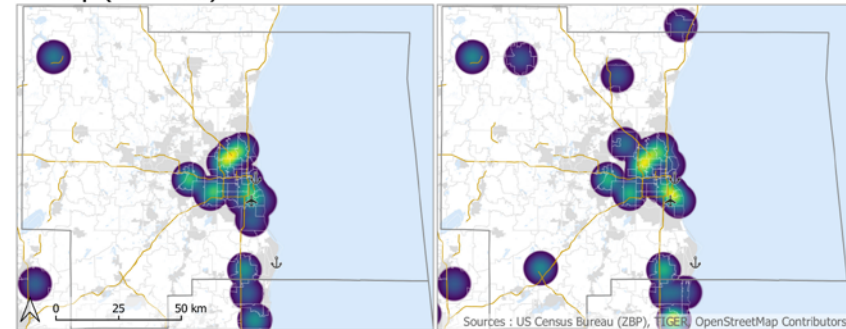 0 25 50 km
Sources : US Census Bureau (ZBP), TIGER, OpenStreetMap Contributors